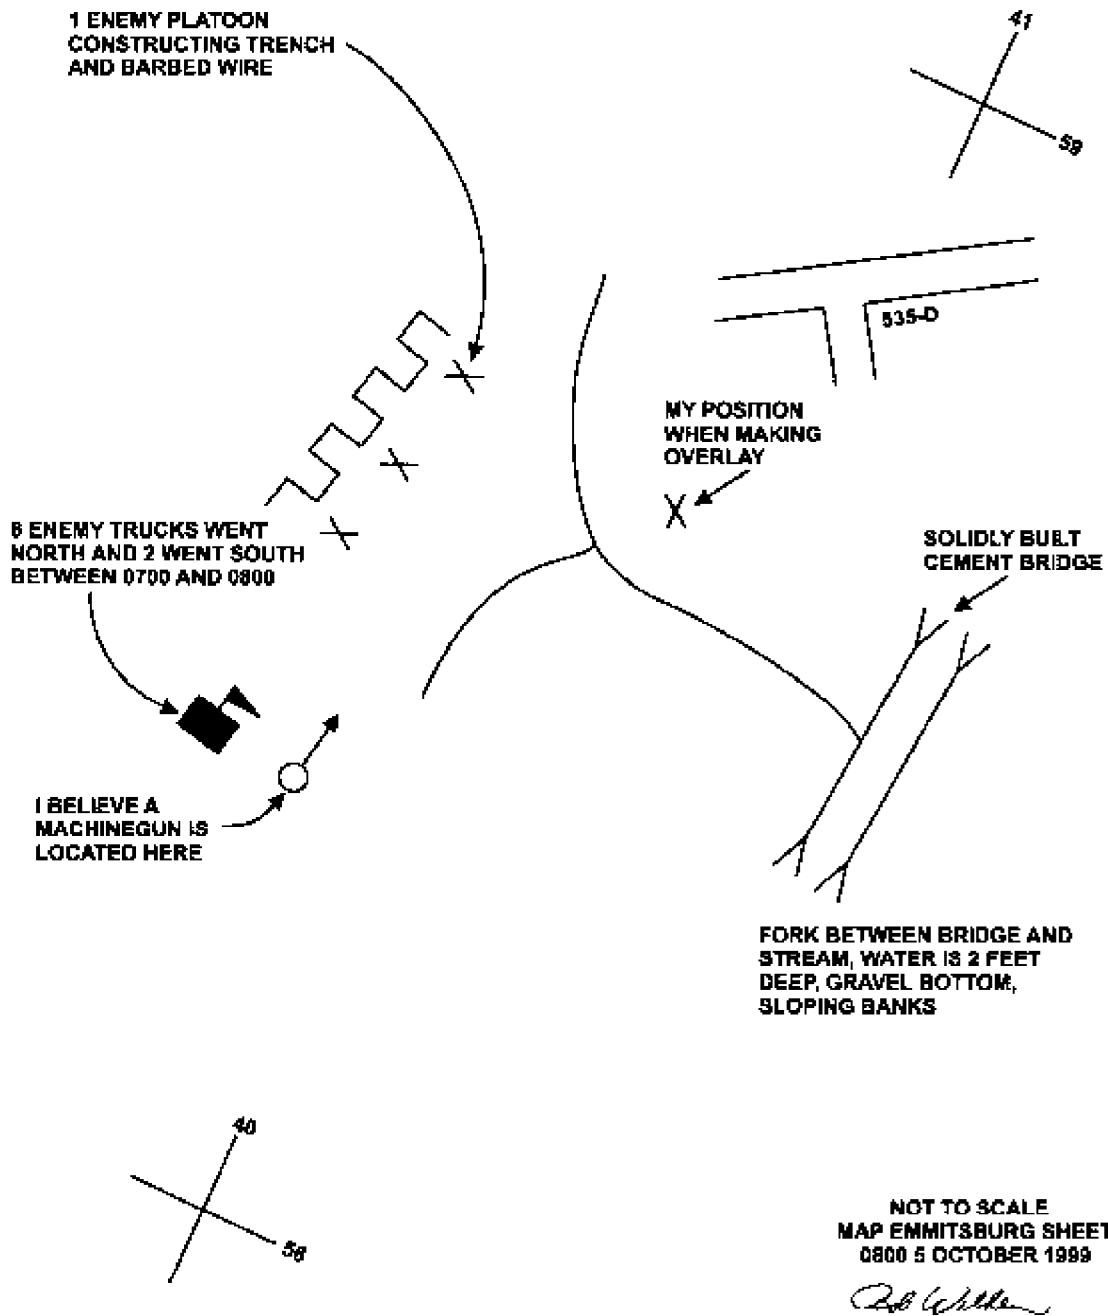 1 ENEMY PLATOON
CONSTRUCTING TRENCH
AND BARBED WIRE
41
59
535-D
MY POSITION
WHEN MAKING
OVERLAY
6 ENEMY TRUCKS WENT
NORTH AND 2 WENT SOUTH
BETWEEN 0700 AND 0800
SOLIDLY BUILT
CEMENT BRIDGE
I BELIEVE A
MACHINEGUN IS
LOCATED HERE
FORK BETWEEN BRIDGE AND
STREAM, WATER IS 2 FEET
DEEP, GRAVEL BOTTOM,
SLOPING BANKS
40
58
NOT TO SCALE
MAP EMMITSBURG SHEET
0800 5 OCTOBER 1999